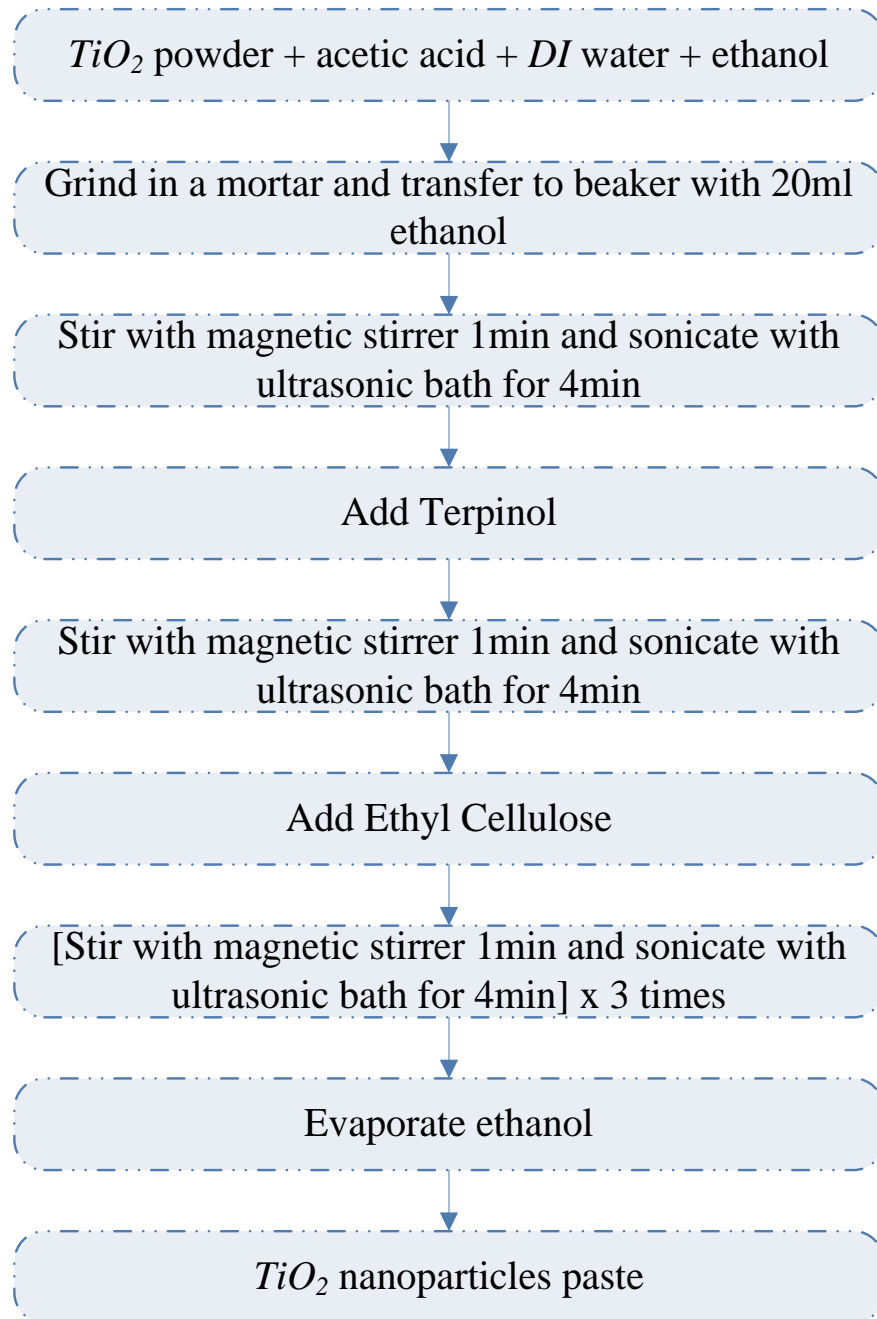 TiO2 powder + acetic acid + DI water + ethanol
Grind in a mortar and transfer to beaker with 20ml
ethanol
Stir with magnetic stirrer 1min and sonicate with
ultrasonic bath for 4min
Add Terpinol
Stir with magnetic stirrer 1min and sonicate with
ultrasonic bath for 4min
Add Ethyl Cellulose
[Stir with magnetic stirrer 1min and sonicate with
ultrasonic bath for 4min] x 3 times
Evaporate ethanol
TiO2 nanoparticles paste